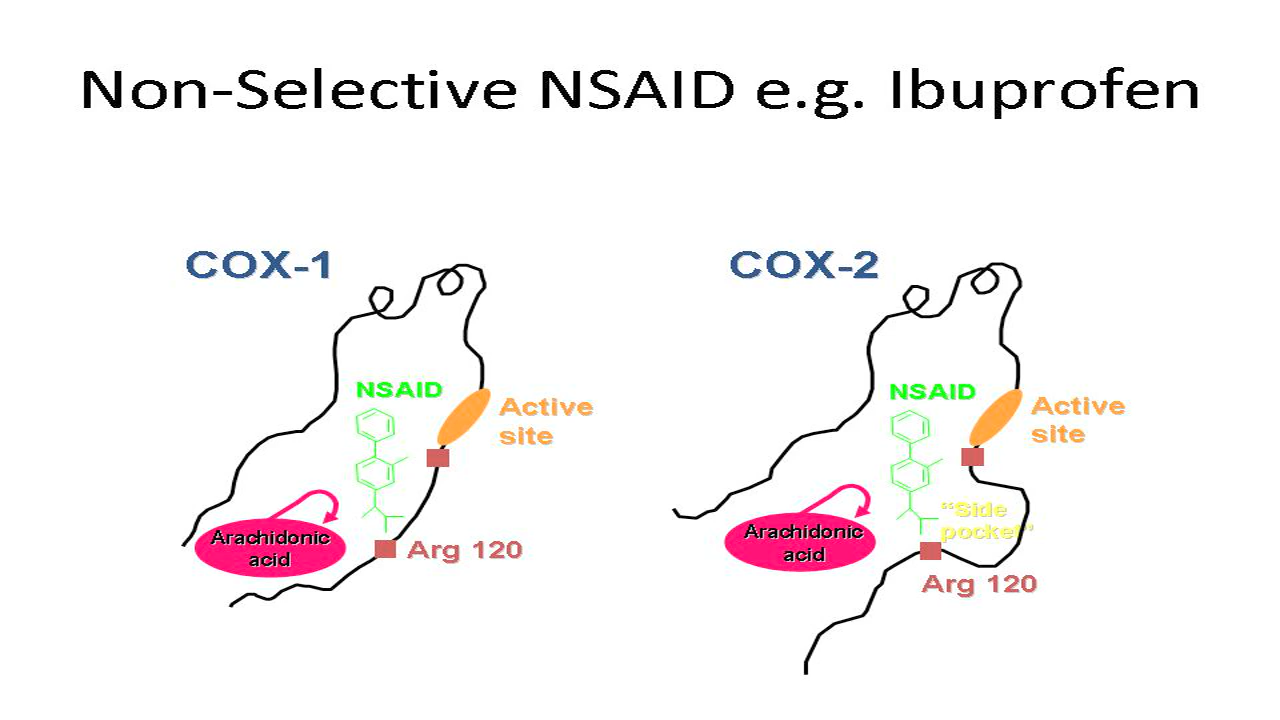 Non-Selective NSAID e.g. Ibuprofen
COX-1
NSAID
Active
site
Arachidonic
acid
Arg 120
COX-2
NSAID
Active
site
"Side
pocket"
Arachidonic
acid
Arg 120